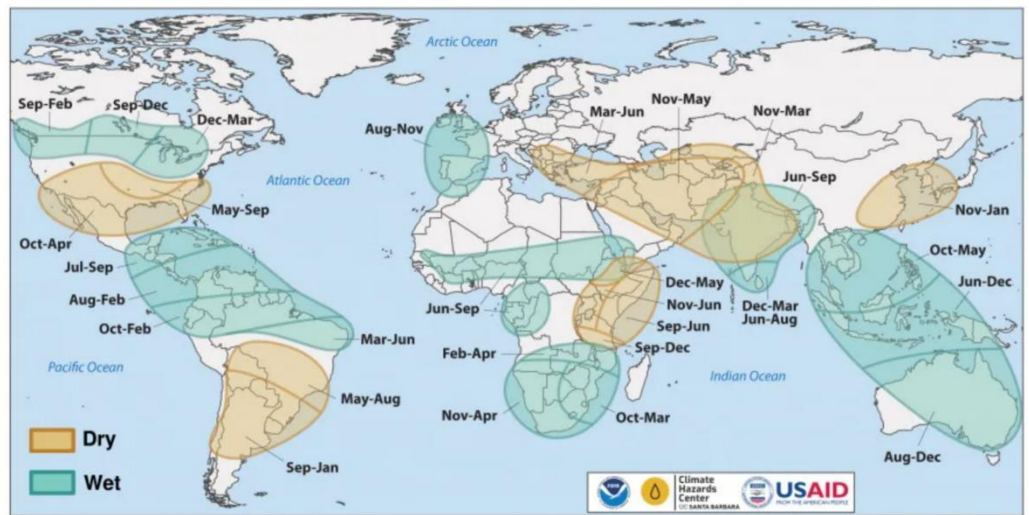 Arctic Ocean
Sep-Feb
Sep-Dec
Dec-Mar
Aug-Nov
Mar-Jun
Nov-May
Nov-Mar
Jun-Sep
Atlantic Ocean
May-Sep
Nov-Jan
Oct-Apr
Jul-Sep
Aug-Feb
Oct-Feb
Mar-Jun
Jun-Sep
Dec-May
Nov-Jun
Sep-Jun
Sep-Dec
Dec-Mar
Jun-Aug
Oct-May
Jun-Dec
Feb-Apr
Pacific Ocean
Indian Ocean
May-Aug
Nov-Apr
Oct-Mar
Sep-Jan
Aug-Dec
Dry
Wet
Climate
Hazards
Center
UC SANTA BARBARA
USAID
FROM THE AMERICAN PEOPLE